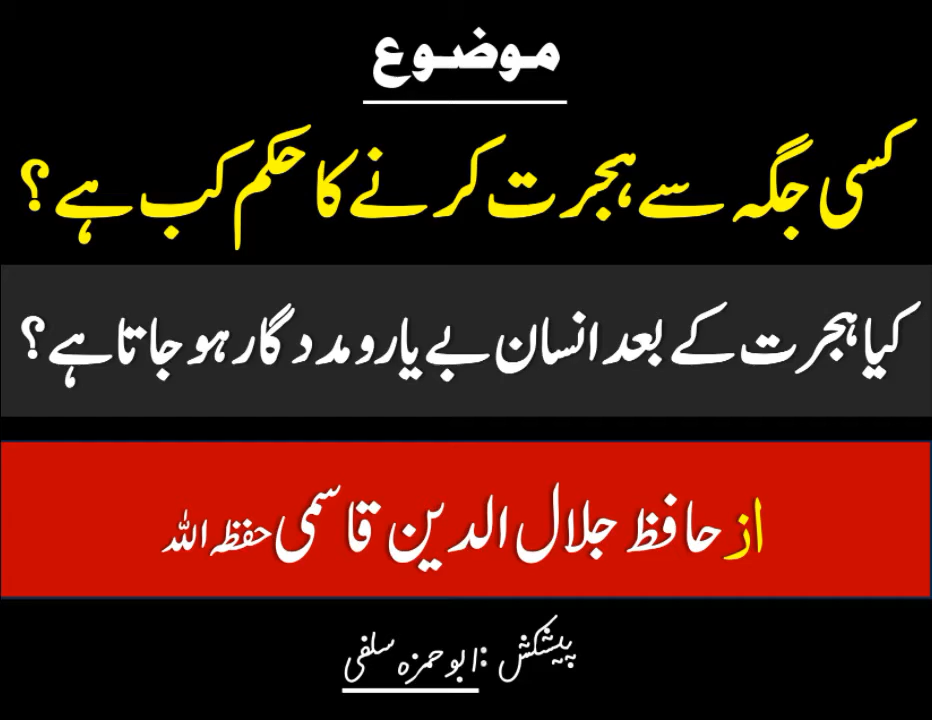 موضوع
کسی جگہ سے ہجرت کرنے کا حکم کب ہے؟
کیا ہجرت کے بعد انسان بے یار و مددگار ہو جاتا ہے؟
از حافظ جلال الدین قاسمی حفظہ اللہ
پیشکش : ابو حمزہ سلفی